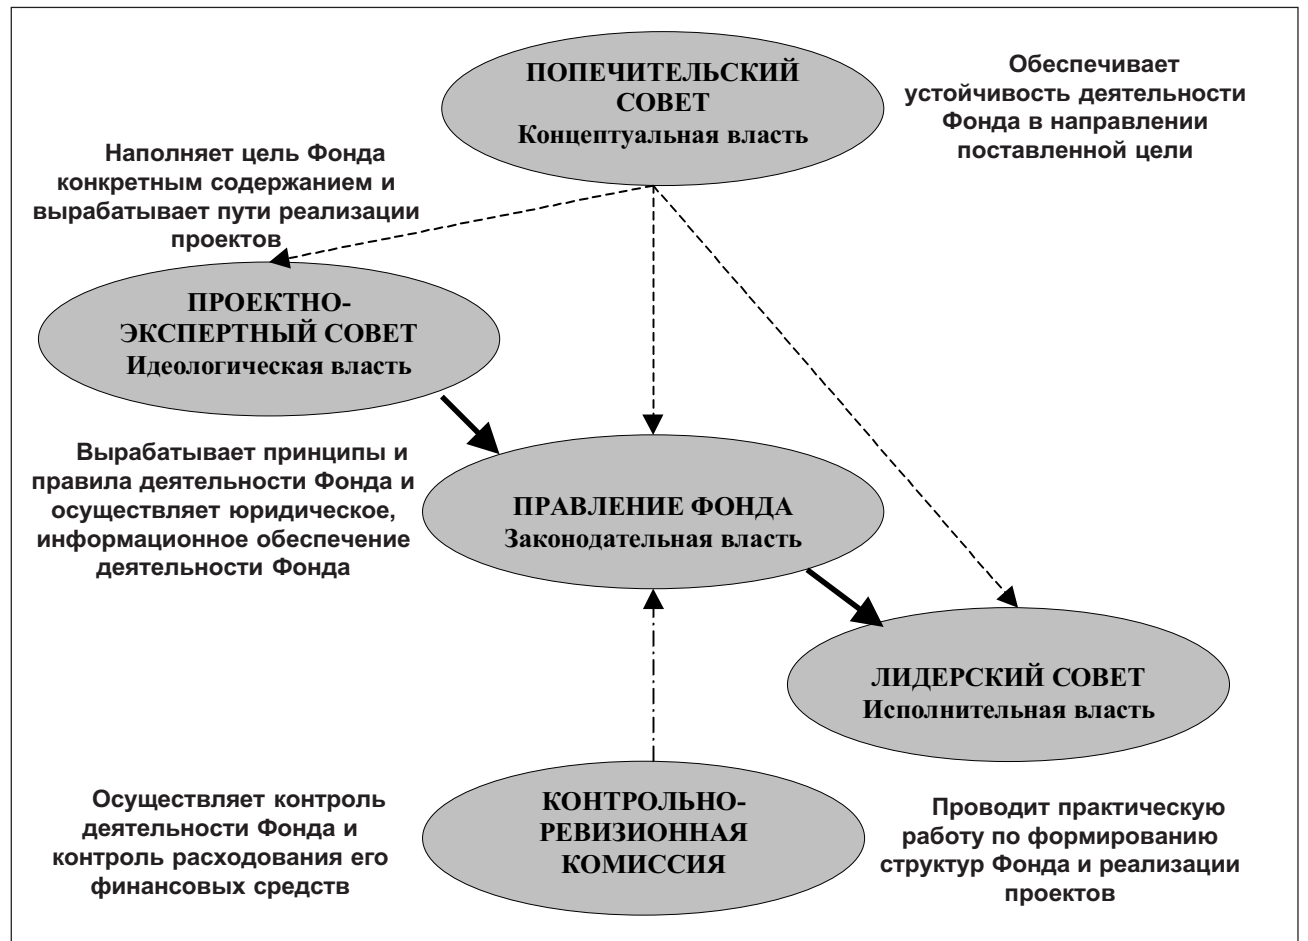 ПОПЕЧИТЕЛЬСКИЙ
СОВЕТ
Концептуальная власть
Обеспечивает
устойчивость деятельности
Фонда в направлении
поставленной цели
Наполняет цель Фонда
конкретным содержанием и
вырабатывает пути реализации
проектов
ПРОЕКТНО-
ЭКСПЕРТНЫЙ СОВЕТ
Идеологическая власть
Вырабатывает принципы и
правила деятельности Фонда и
осуществляет юридическое,
информационное обеспечение
деятельности Фонда
ПРАВЛЕНИЕ ФОНДА
Законодательная власть
ЛИДЕРСКИЙ СОВЕТ
Исполнительная власть
Осуществляет контроль
деятельности Фонда и
контроль расходования его
финансовых средств
КОНТРОЛЬНО-
РЕВИЗИОННАЯ
КОМИССИЯ
Проводит практическую
работу по формированию
структур Фонда и реализации
проектов